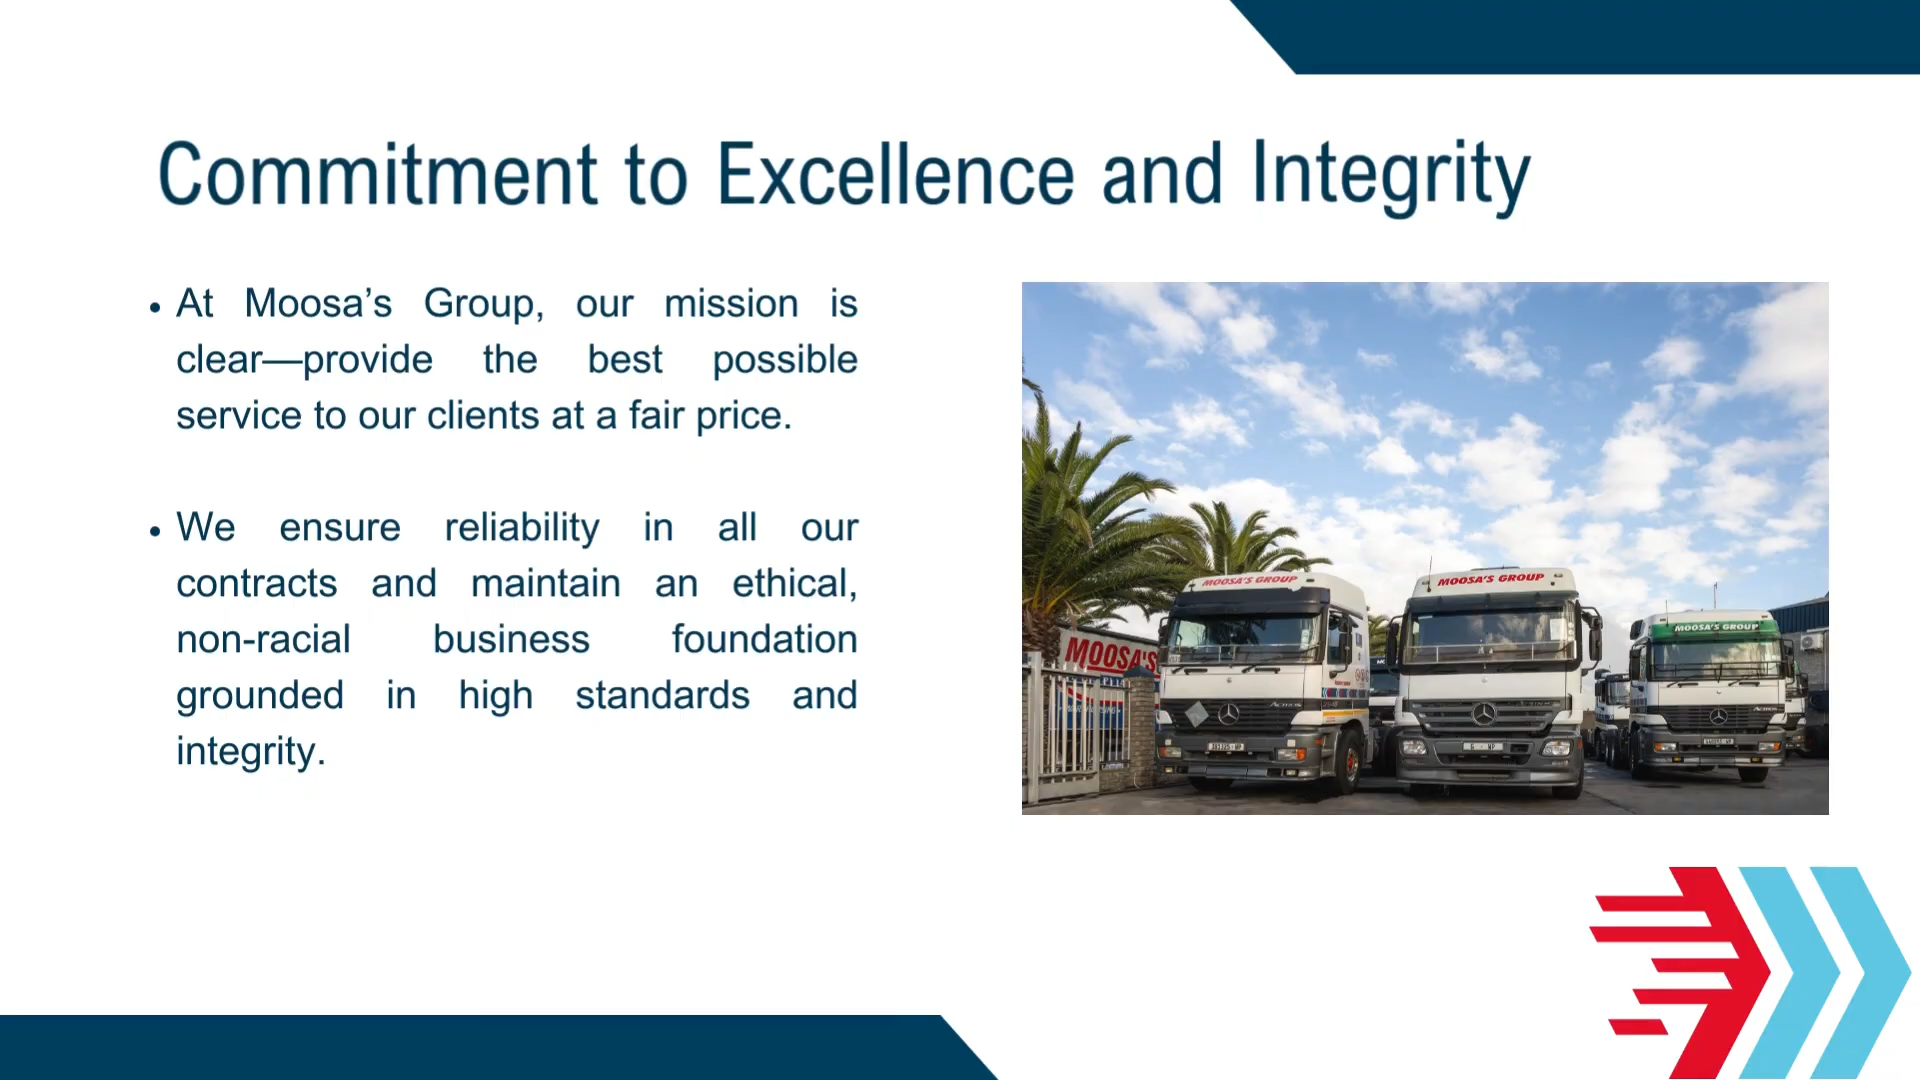 Commitment to Excellence and Integrity
• At Moosa’s Group, our mission is
clear—provide the best possible
service to our clients at a fair price.
• We ensure reliability in all our
contracts and maintain an ethical,
non-racial business foundation
grounded in high standards and
integrity.
MOOSA'S GROUP
MOOSA'S GROUP
MOOSA'S GROUP
MOOSA'S